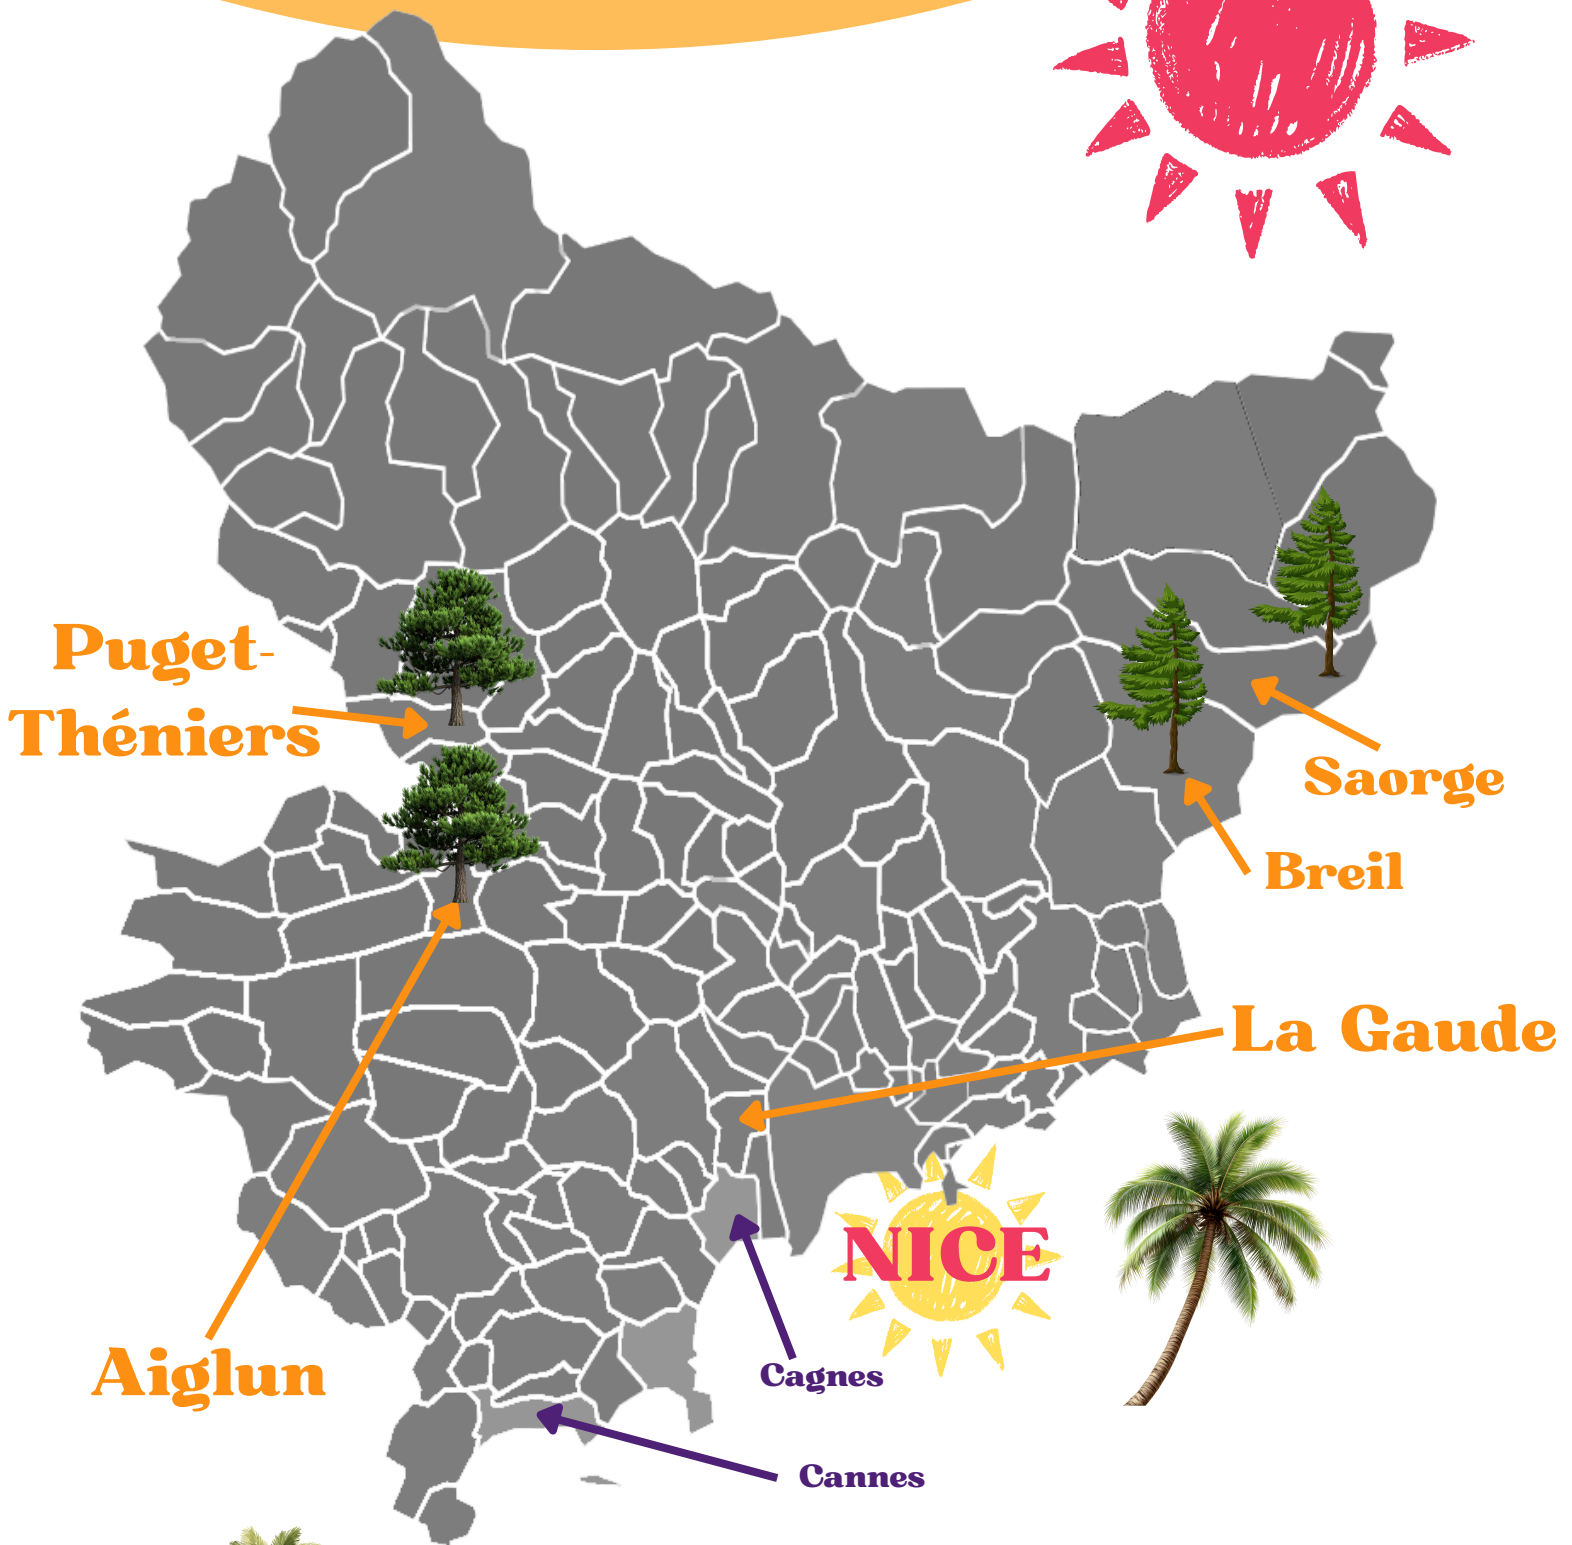 Puget-
Théniers
Saorge
Breil
La Gaude
NICE
Aiglun
Cagnes
Cannes